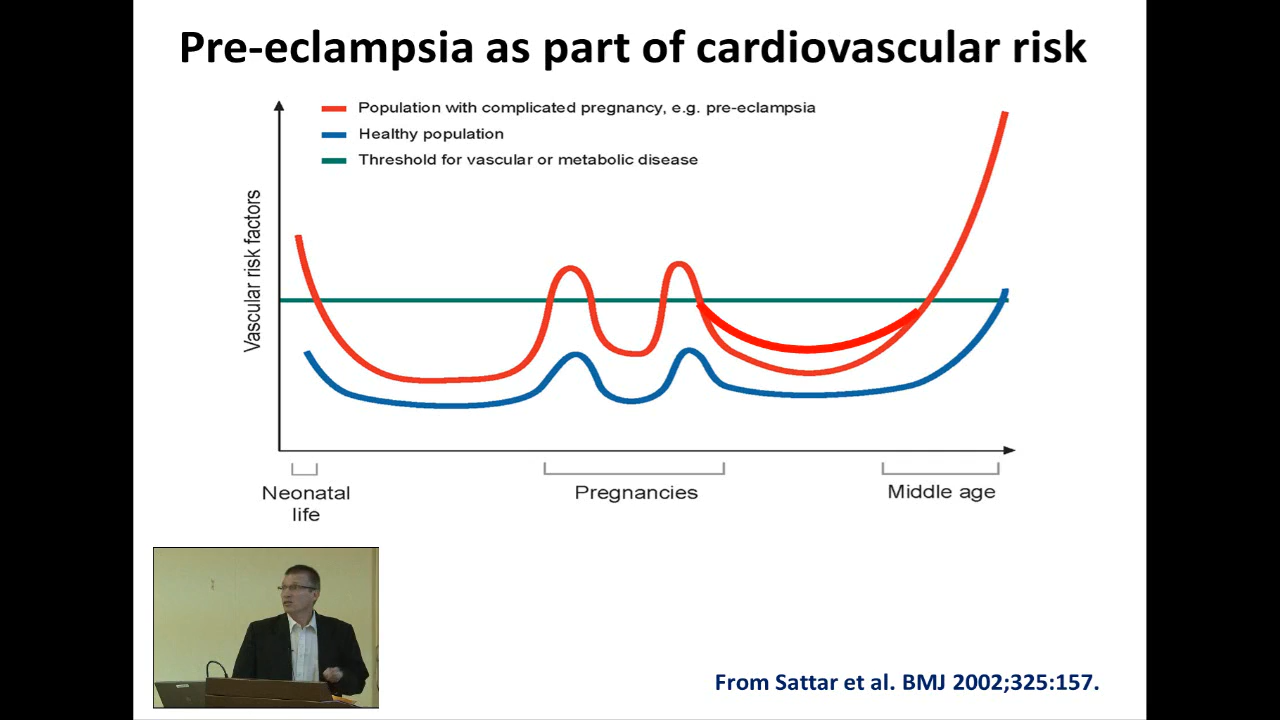 Pre-eclampsia as part of cardiovascular risk
Population with complicated pregnancy, e.g. pre-eclampsia
Healthy population
Threshold for vascular or metabolic disease
Vascular risk factors
Neonatal
life
Pregnancies
Middle age
From Sattar et al. BMJ 2002;325:157.